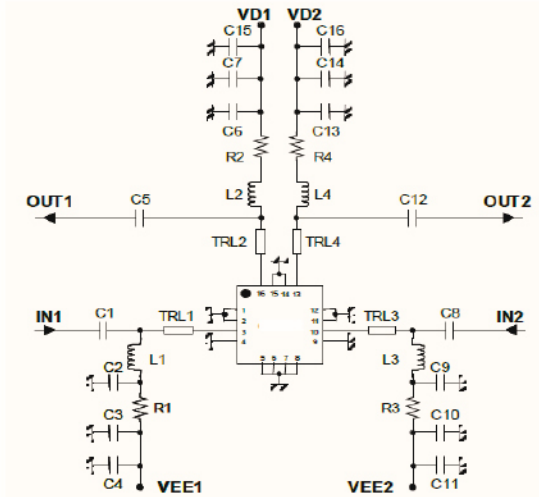 VD1 VD2
C15 C16
C7 C14
C6 C13
R2 R4
L2 L4
OUT1 C5 C12 OUT2
TRL2 TRL4
16 15 14 13
IN1 C1 TRL1 1 12 TRL3 C8 IN2
2 11
3 10
4 9
5 6 7 8
L1 L3
C2 C9
R1 R3
C3 C10
C4 C11
VEE1 VEE2